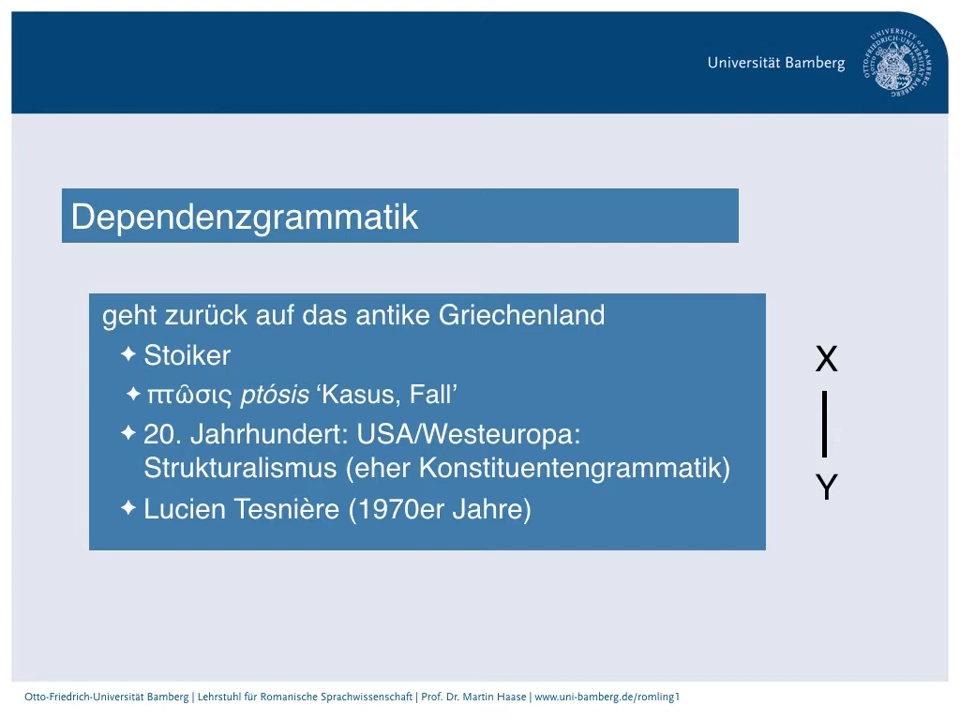 Universität Bamberg
Dependenzgrammatik
geht zurück auf das antike Griechenland
✦ Stoiker
✦ πτῶσις ptósis ‘Kasus, Fall’
✦ 20. Jahrhundert: USA/Westeuropa:
Strukturalismus (eher Konstituentengrammatik)
✦ Lucien Tesnière (1970er Jahre)
X
Y
Otto-Friedrich-Universität Bamberg | Lehrstuhl für Romanische Sprachwissenschaft | Prof. Dr. Martin Haase | www.uni-bamberg.de/romling1